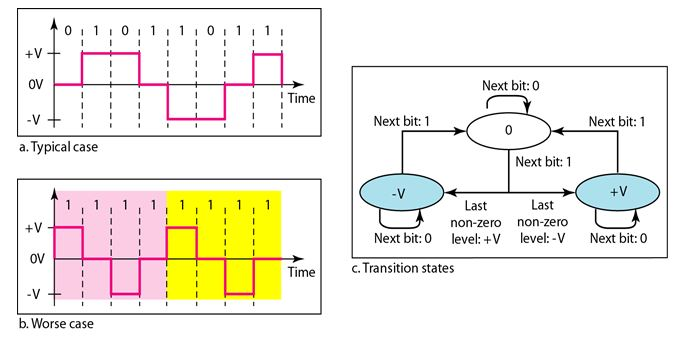 0 1 0 1 1 0 1 1
+V
0V
Time
-V
a. Typical case
1 1 1 1 1 1 1 1
+V
0V
Time
-V
b. Worse case
Next bit: 0
Next bit: 1
0
Next bit: 1
Next bit: 1
-V
+V
Last
non-zero
level: +V
Last
non-zero
level: -V
Next bit: 0
Next bit: 0
c. Transition states